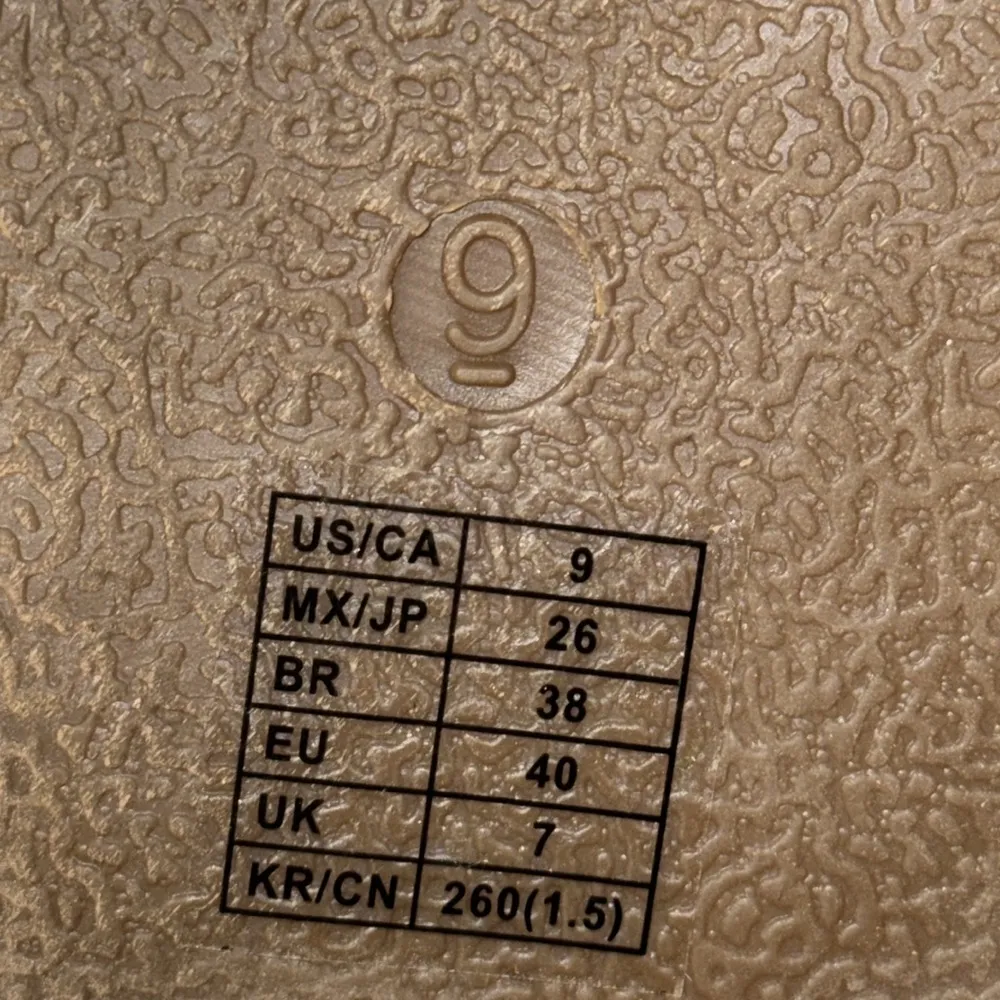 9
US/CA 9
MX/JP 26
BR 38
EU 40
UK 7
KR/CN 260(1.5)